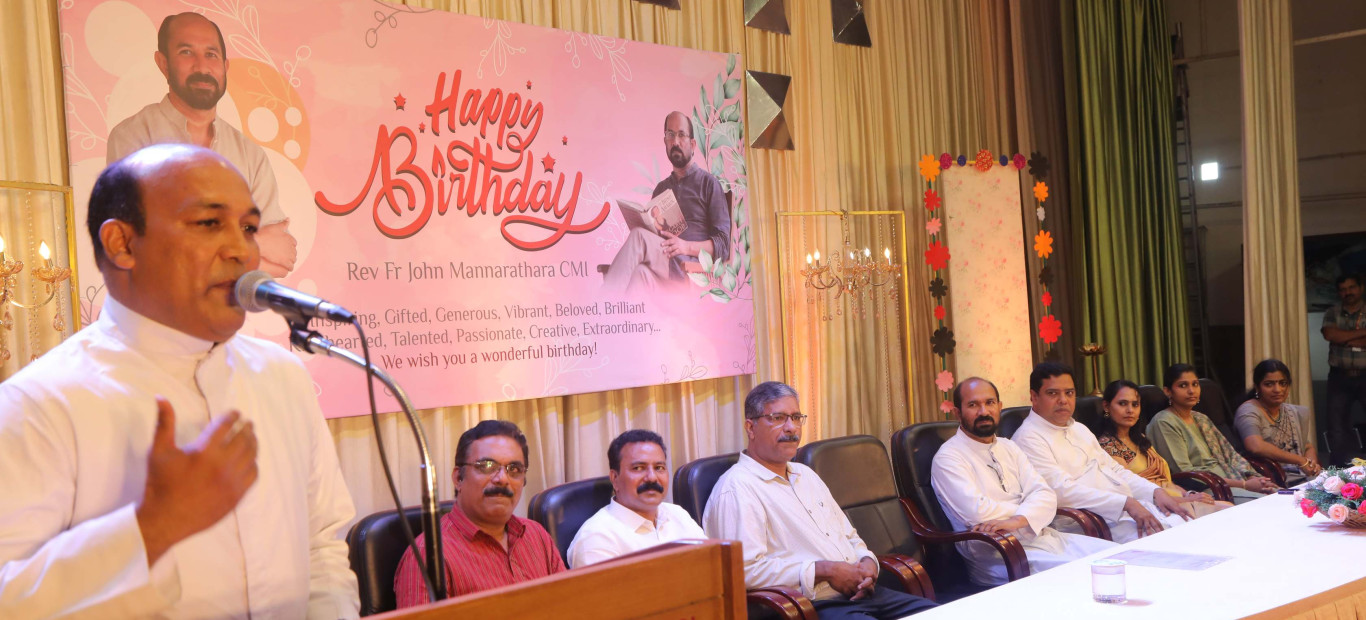 Happy
Birthday
Rev Fr John Mannarathara CMI
Inspiring, Gifted, Generous, Vibrant, Beloved, Brilliant
Talented, Passionate, Creative, Extraordinary...
We wish you a wonderful birthday!